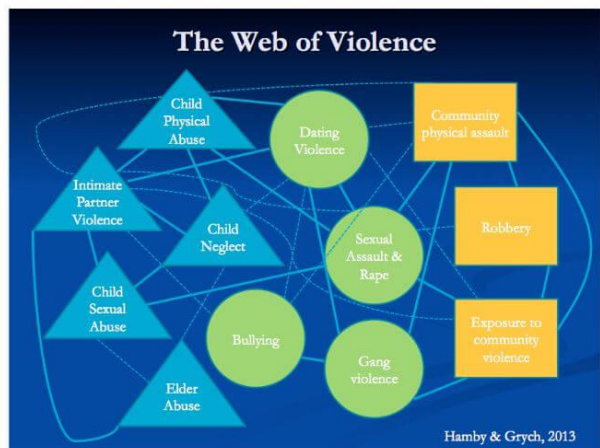 The Web of Violence
Child
Physical
Abuse
Dating
Violence
Community
physical assault
Intimate
Partner
Violence
Child
Neglect
Sexual
Assault &
Rape
Robbery
Child
Sexual
Abuse
Bullying
Gang
violence
Exposure to
community
violence
Elder
Abuse
Hamby & Grych, 2013